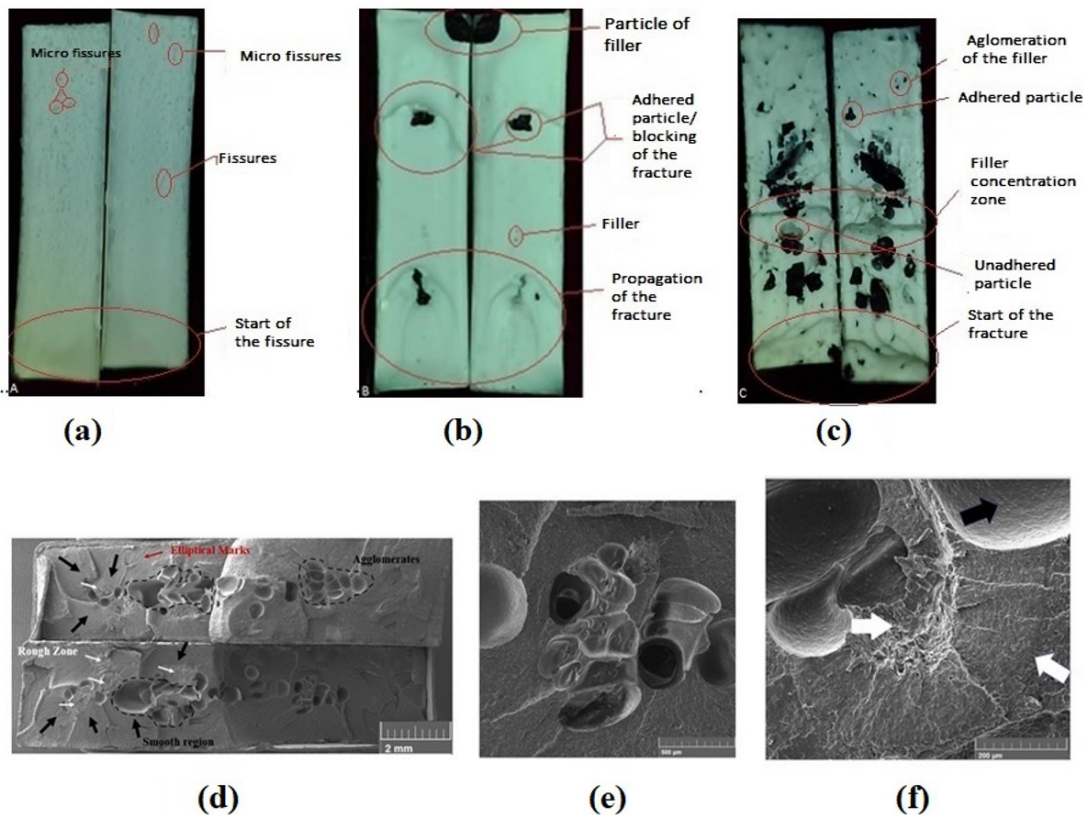 Micro fissures
Micro fissures
Fissures
Start of
the fissure
A
(a)
Particle of
filler
Adhered
particle/
blocking
of the
fracture
Filler
Propagation
of the
fracture
B
(b)
Aglomeration
of the filler
Adhered particle
Filler
concentration
zone
Unadhered
particle
Start of the
fracture
C
(c)
Elliptical Marks
Agglomerates
Rough Zone
Smooth region
2 mm
(d)
500 µm
(e)
200 µm
(f)